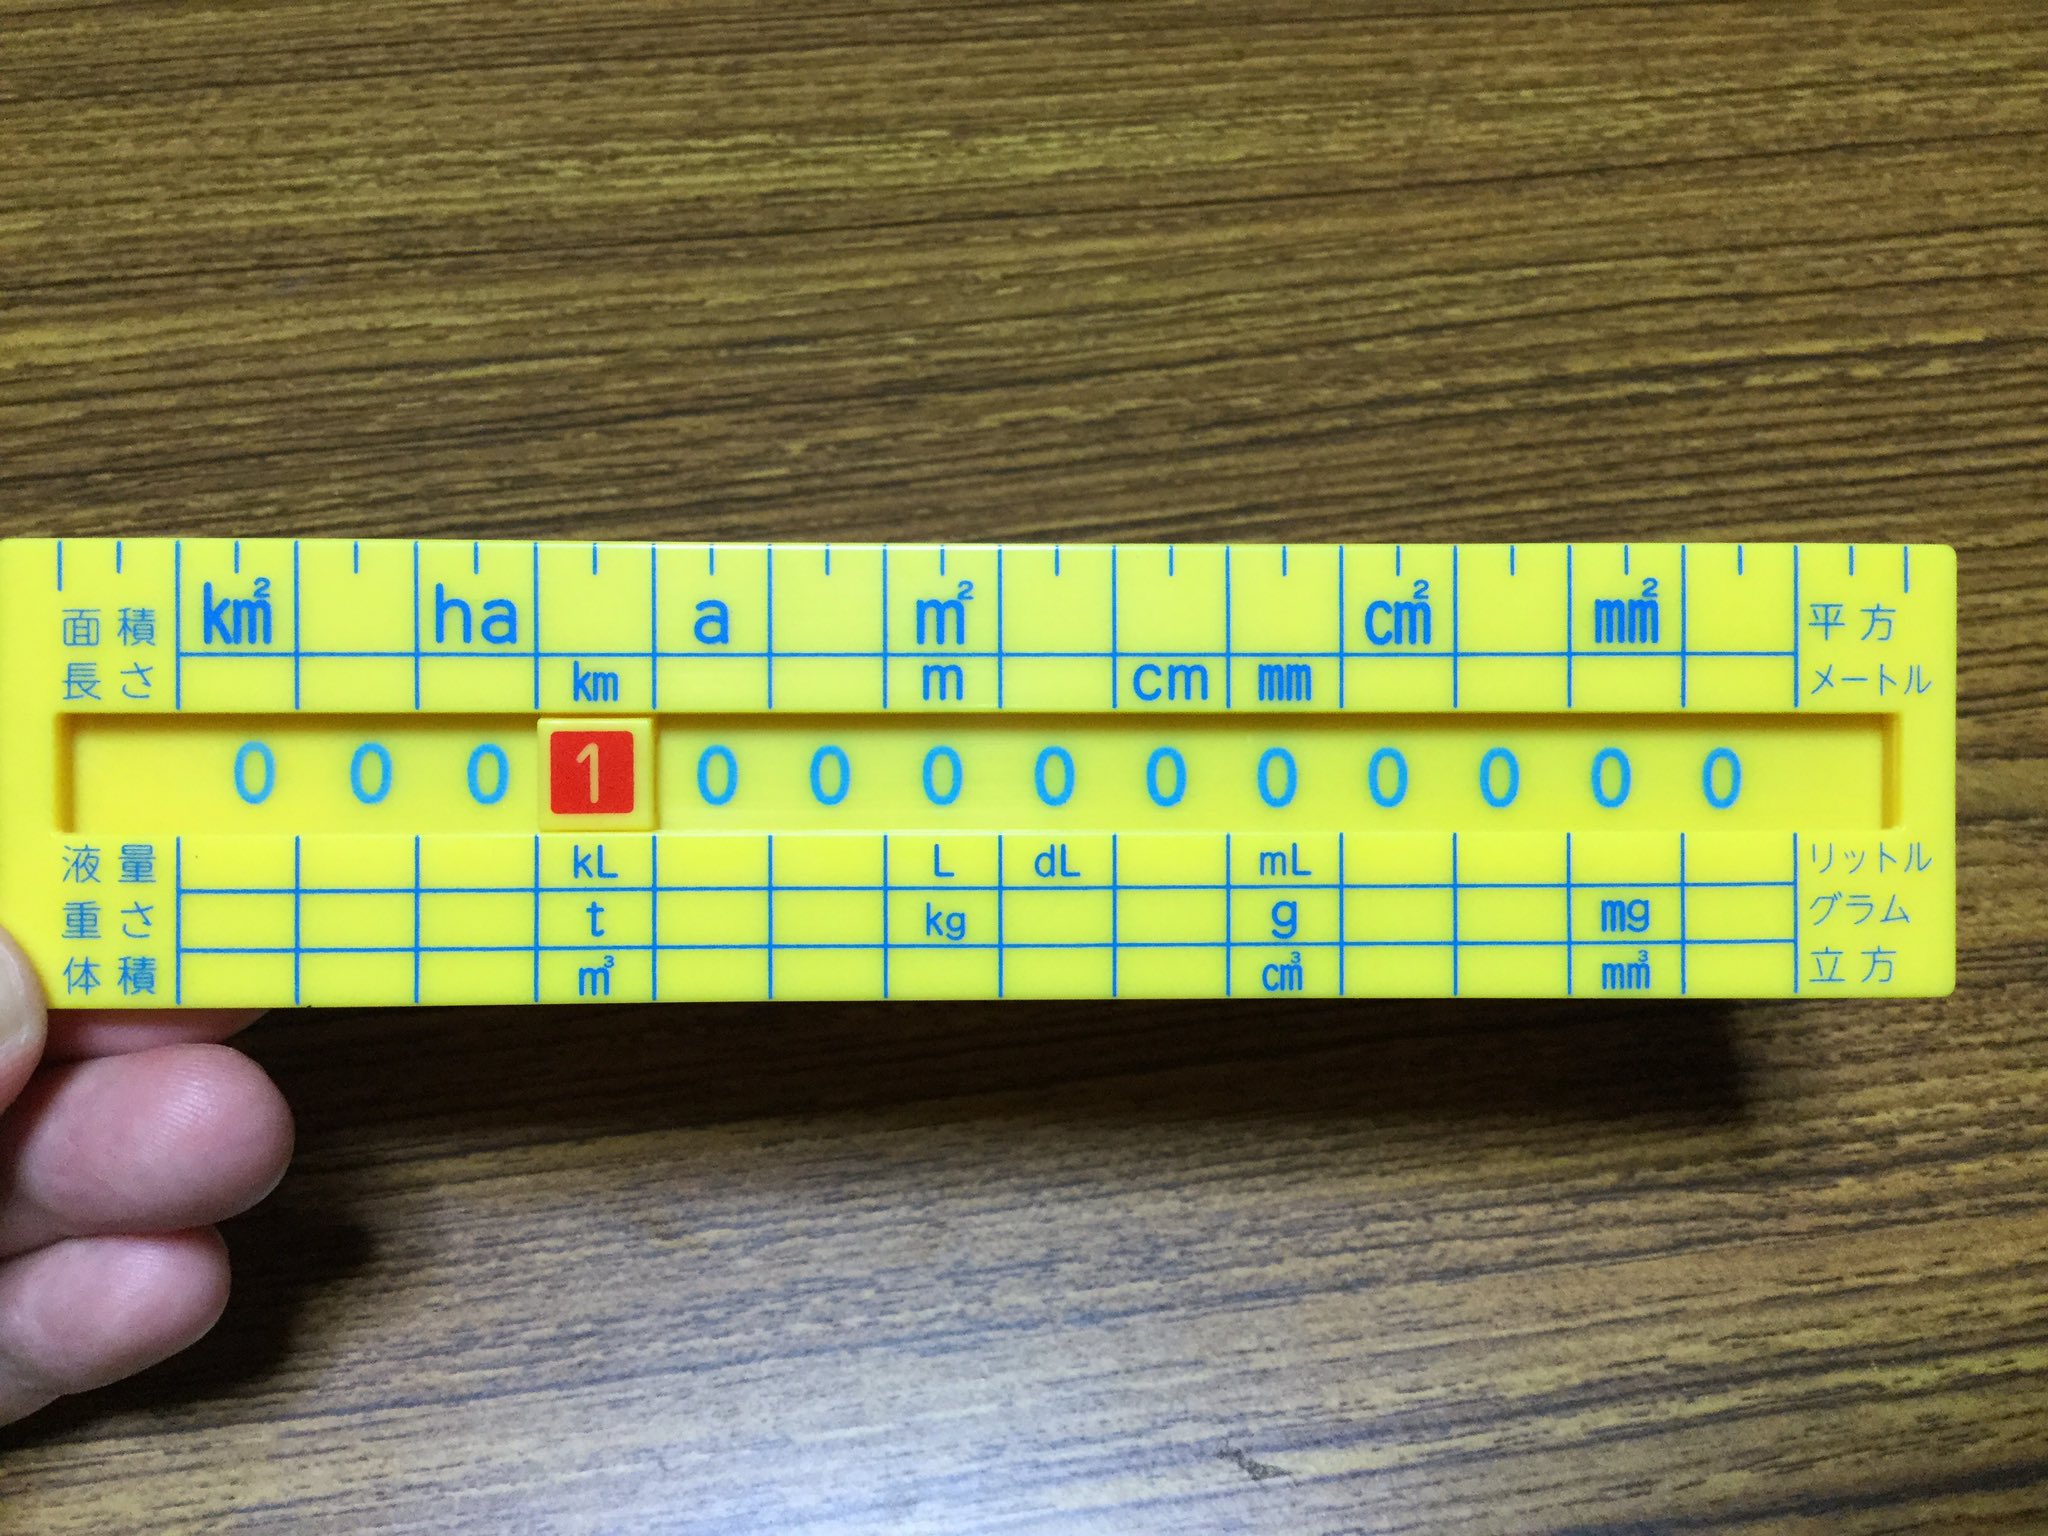 面積 km² ha a m² cm² mm² 平方
長さ km m cm mm メートル
0 0 0 1 0 0 0 0 0 0 0 0 0 0
液量 kL L dL mL リットル
重さ t kg g mg グラム
体積 m³ cm³ mm³ 立方